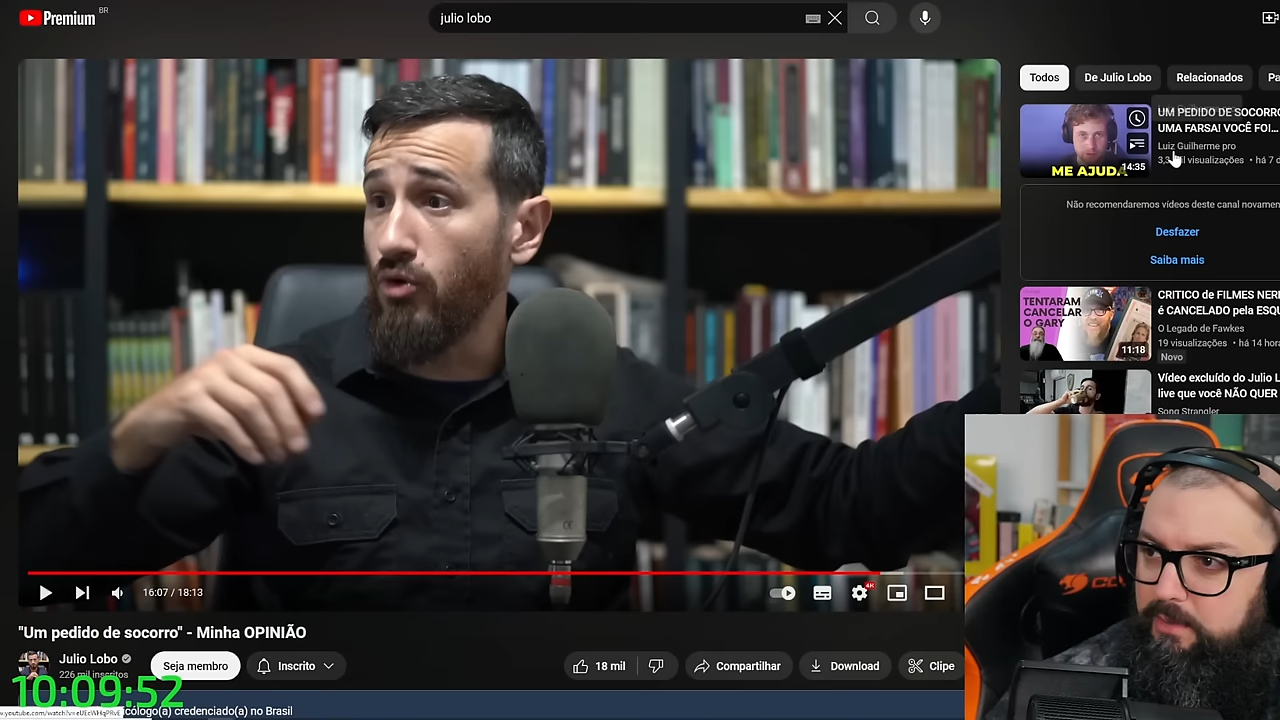 Premium BR
julio lobo
Todos
De Julio Lobo
Relacionados
UM PEDIDO DE SOCORRO
UMA FARSA! VOCÊ FOI...
Luiz Guilherme pro
visualizações • há 7
ME AJUDA
14:35
Não recomendaremos vídeos deste canal novamen
Desfazer
Saiba mais
TENTARAM
CANCELAR
O GARY
11:18
CRITICO de FILMES NER
é CANCELADO pela ESQ
O Legado de Fawkes
19 visualizações • há 14 hora
Novo
Vídeo excluído do Julio L
live que você NÃO QUER
Song Strangler
16:07 / 18:13
"Um pedido de socorro" - Minha OPINIÃO
Julio Lobo
226 mil inscritos
Seja membro
Inscrito
18 mil
Compartilhar
Download
Clipe
10:09:52
cólogo(a) credenciado(a) no Brasil